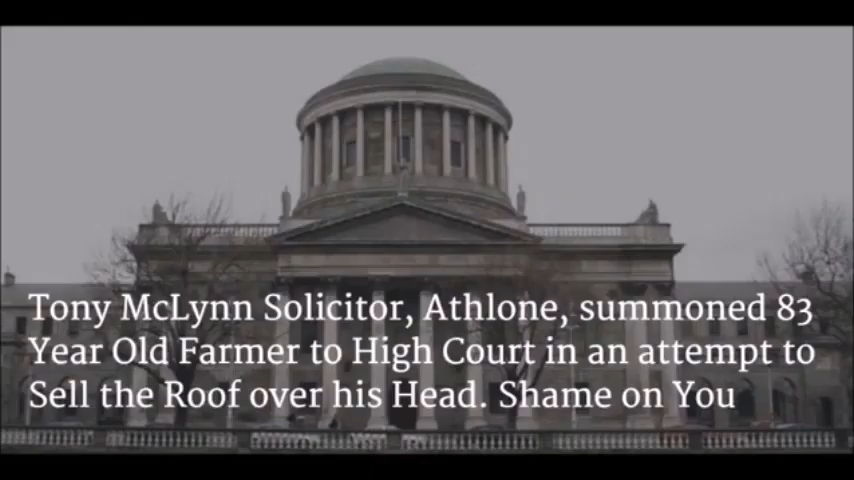 Tony McLynn Solicitor, Athlone, summoned 83
Year Old Farmer to High Court in an attempt to
Sell the Roof over his Head. Shame on You